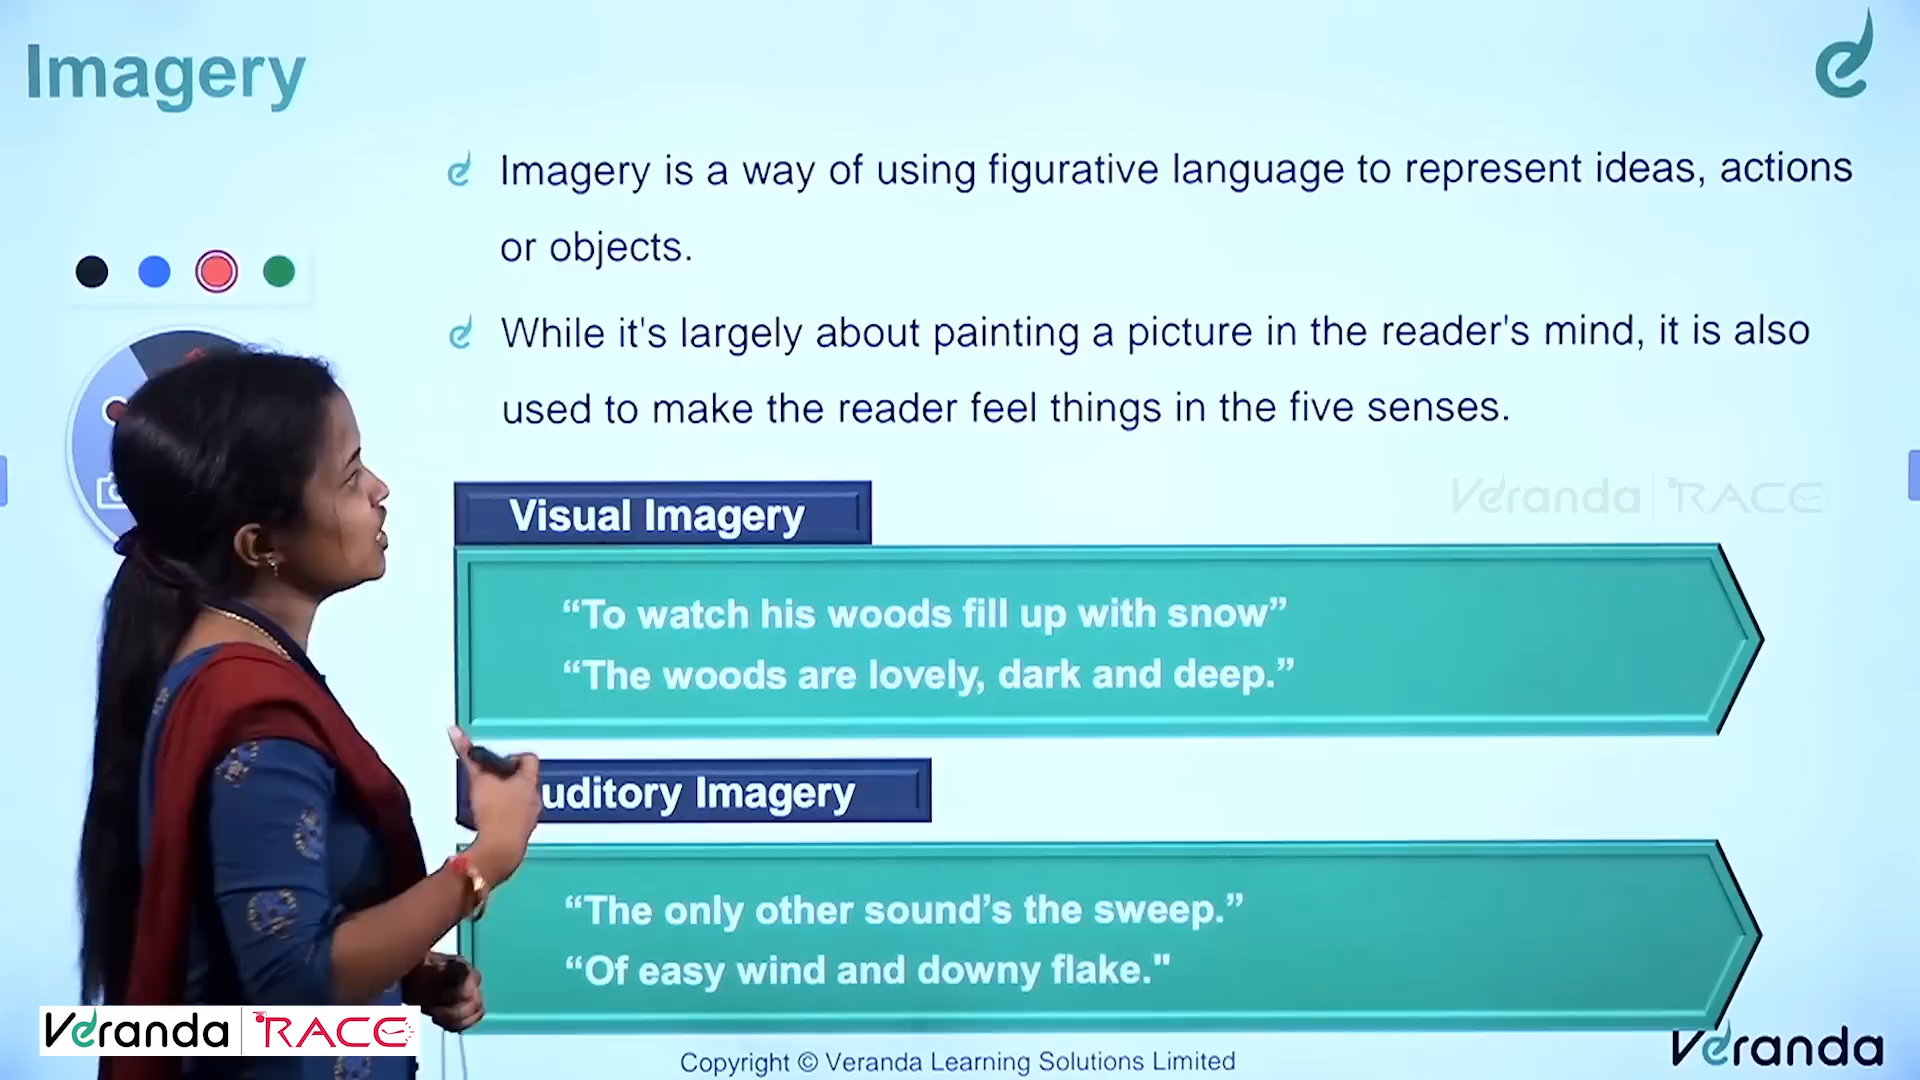 Imagery
Imagery is a way of using figurative language to represent ideas, actions
or objects.
While it's largely about painting a picture in the reader's mind, it is also
used to make the reader feel things in the five senses.
Veranda RACE
Visual Imagery
“To watch his woods fill up with snow”
“The woods are lovely, dark and deep.”
uditory Imagery
“The only other sound’s the sweep.”
“Of easy wind and downy flake."
Veranda RACE
Veranda
Copyright © Veranda Learning Solutions Limited